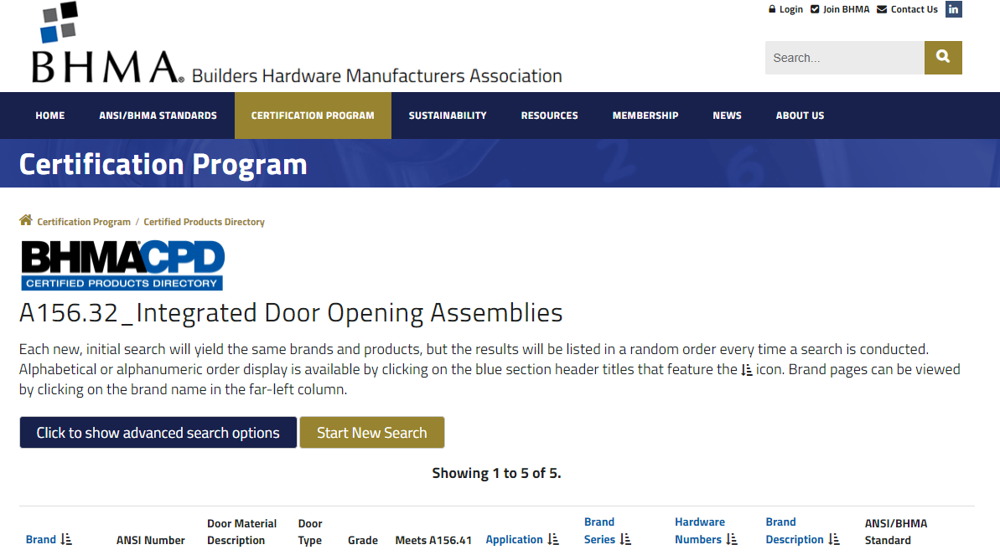 Login Join BHMA Contact Us in
BHMA® Builders Hardware Manufacturers Association
Search...
HOME ANSI/BHMA STANDARDS CERTIFICATION PROGRAM SUSTAINABILITY RESOURCES MEMBERSHIP NEWS ABOUT US
Certification Program
Certification Program / Certified Products Directory
BHMACPD
CERTIFIED PRODUCTS DIRECTORY
A156.32_Integrated Door Opening Assemblies
Each new, initial search will yield the same brands and products, but the results will be listed in a random order every time a search is conducted.
Alphabetical or alphanumeric order display is available by clicking on the blue section header titles that feature the icon. Brand pages can be viewed
by clicking on the brand name in the far-left column.
Click to show advanced search options Start New Search
Showing 1 to 5 of 5.
Door Material Door Brand Hardware Brand ANSI/BHMA
Brand ANSI Number Description Type Grade Meets A156.41 Application Series Numbers Description Standard